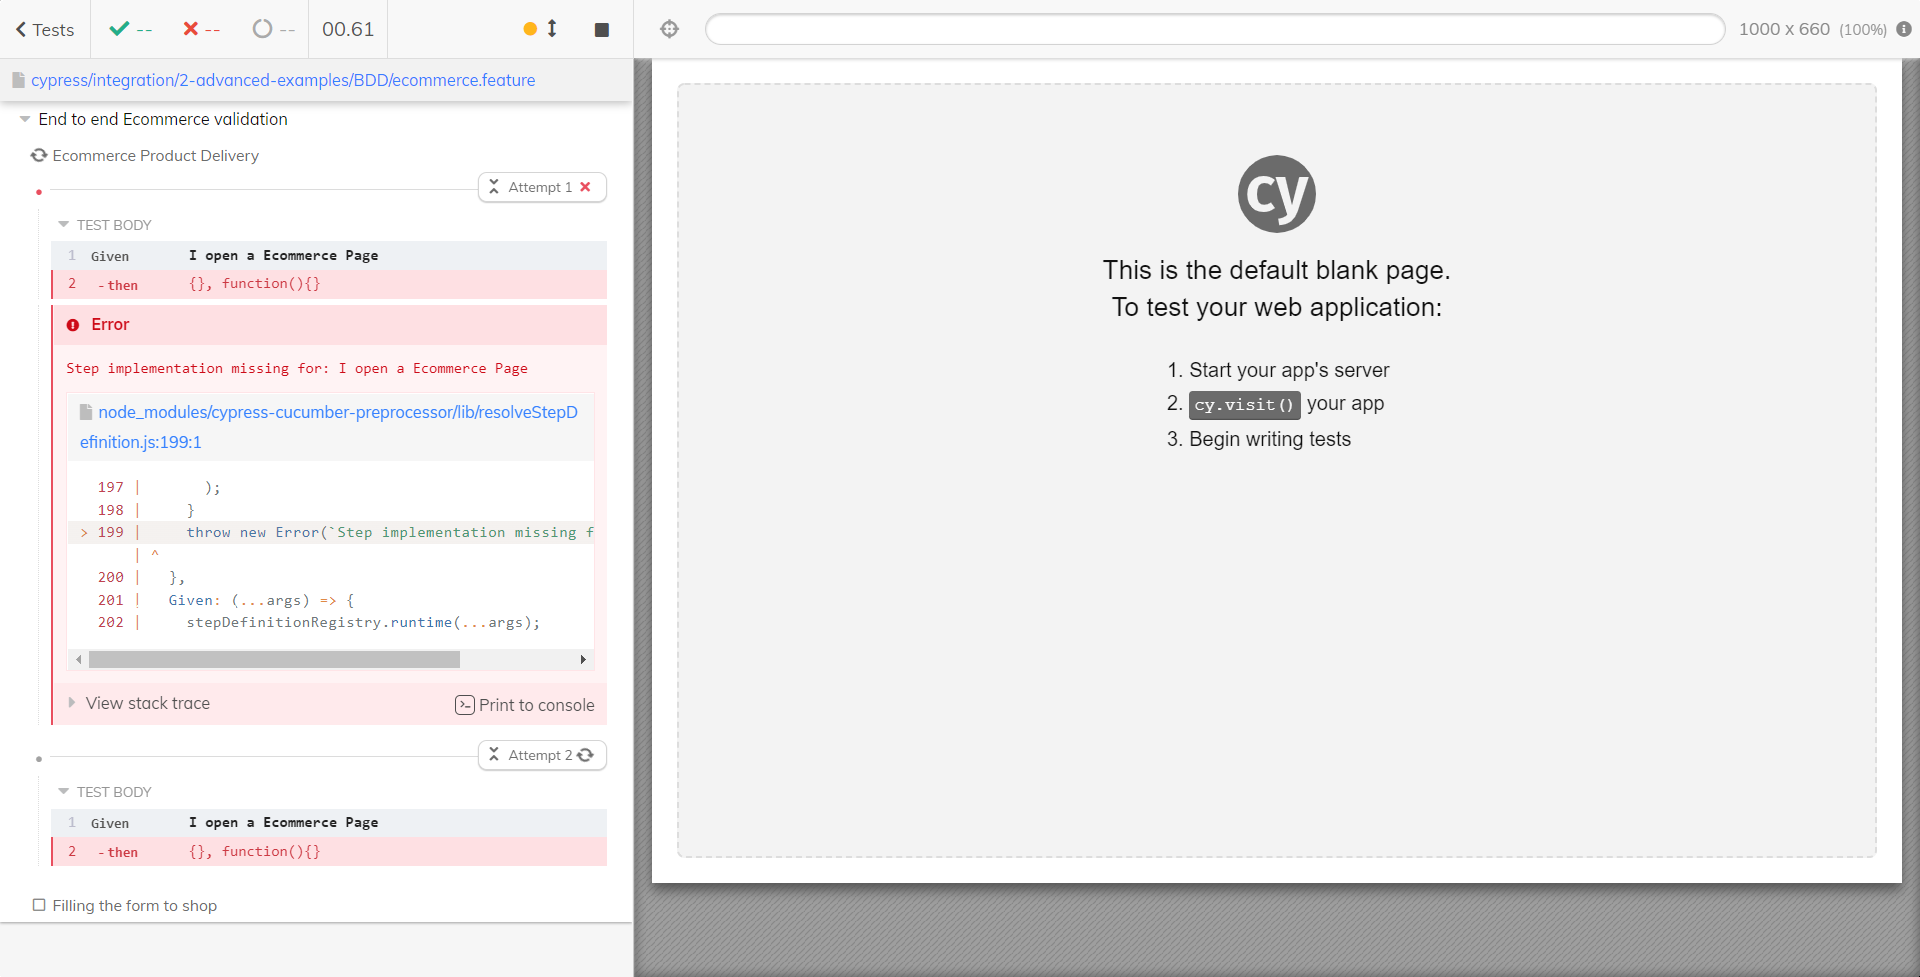 Tests
--
--
--
00.61
1000 x 660 (100%)
cypress/integration/2-advanced-examples/BDD/ecommerce.feature
End to end Ecommerce validation
Ecommerce Product Delivery
Attempt 1
TEST BODY
1 Given I open a Ecommerce Page
2 -then {}, function(){}
Error
Step implementation missing for: I open a Ecommerce Page
node_modules/cypress-cucumber-preprocessor/lib/resolveStepD
efinition.js:199:1
197 | );
198 | }
> 199 | throw new Error(`Step implementation missing f
| ^
200 | },
201 | Given: (...args) => {
202 | stepDefinitionRegistry.runtime(...args);
View stack trace
Print to console
Attempt 2
TEST BODY
1 Given I open a Ecommerce Page
2 -then {}, function(){}
Filling the form to shop
cy
This is the default blank page.
To test your web application:
1. Start your app's server
2. cy.visit() your app
3. Begin writing tests